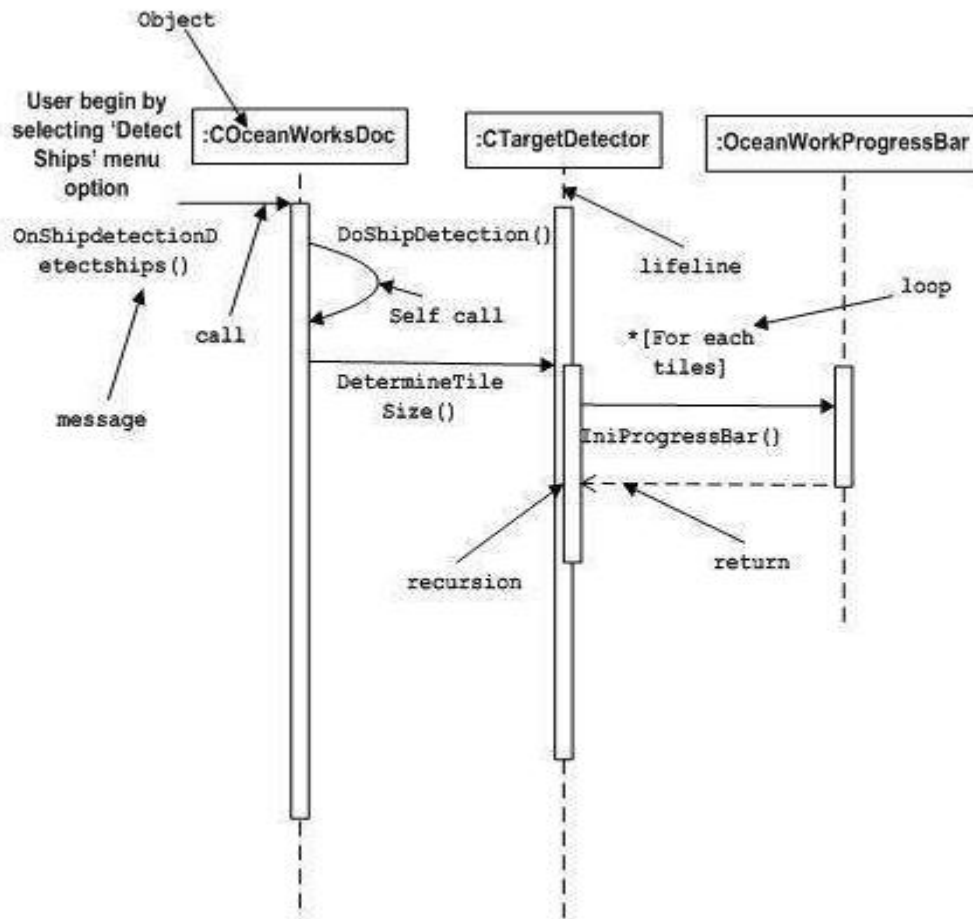 Object
User begin by
selecting 'Detect
Ships' menu
option
:COceanWorksDoc
:CTargetDetector
:OceanWorkProgressBar
OnShipdetectionD
etectships()
DoShipDetection()
lifeline
loop
Self call
call
*[For each
tiles]
DetermineTile
Size()
message
IniProgressBar()
recursion
return